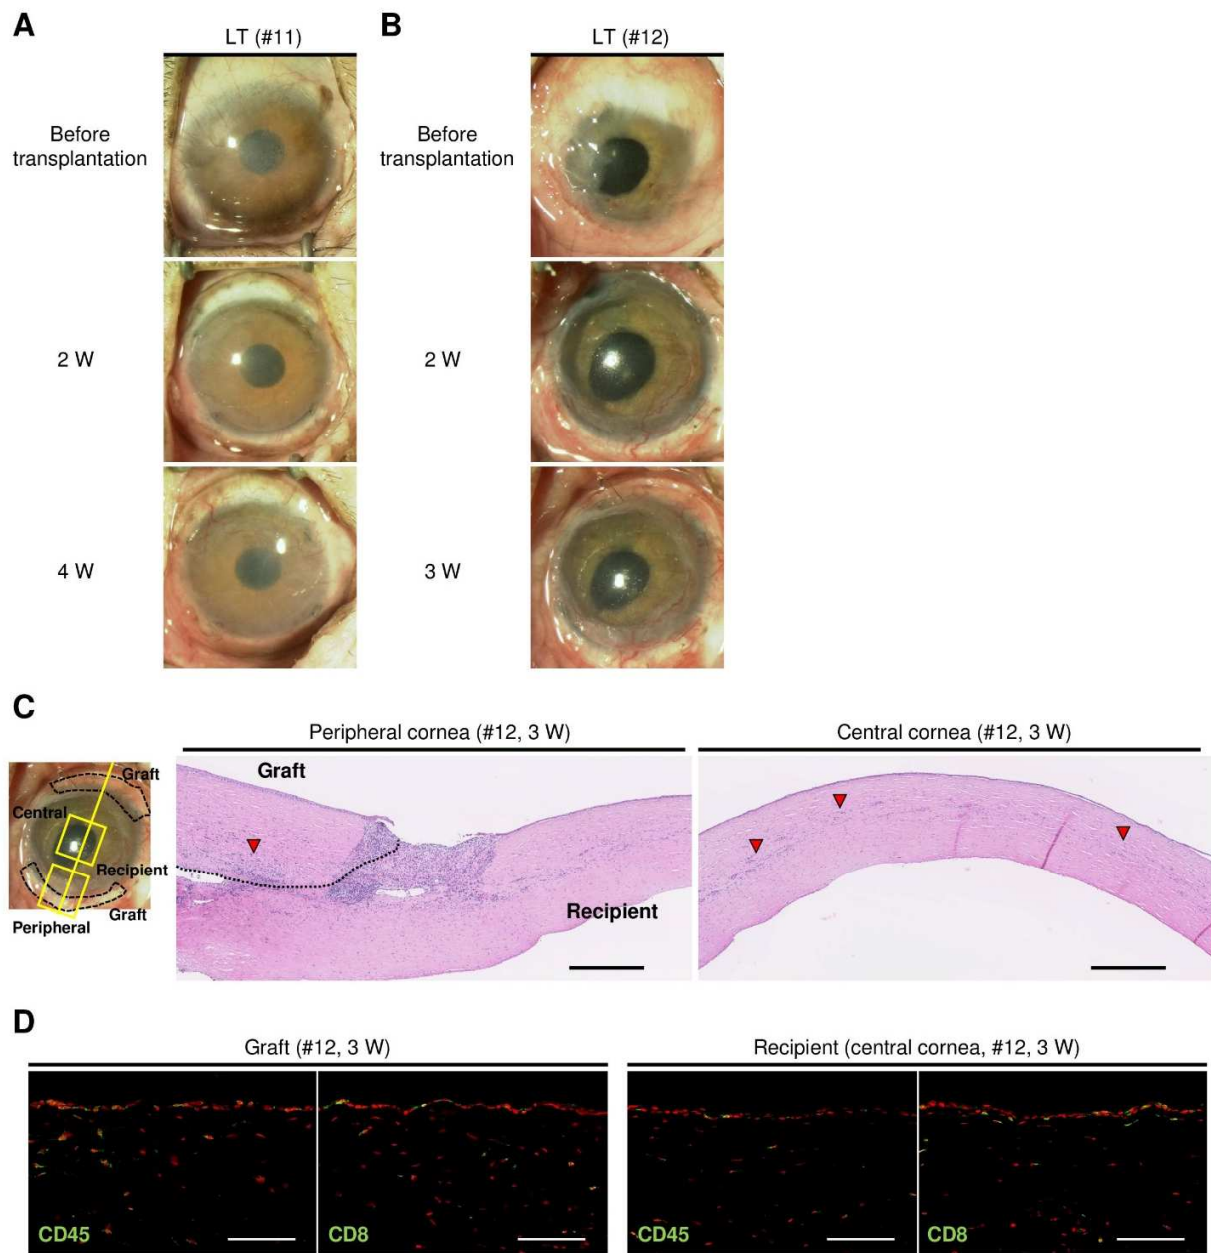 A
B
LT (#11)
LT (#12)
Before
transplantation
Before
transplantation
2 W
2 W
4 W
3 W
C
Peripheral cornea (#12, 3 W)
Central cornea (#12, 3 W)
Graft
Central
Recipient
Graft
Peripheral
Graft
Recipient
D
Graft (#12, 3 W)
Recipient (central cornea, #12, 3 W)
CD45
CD8
CD45
CD8